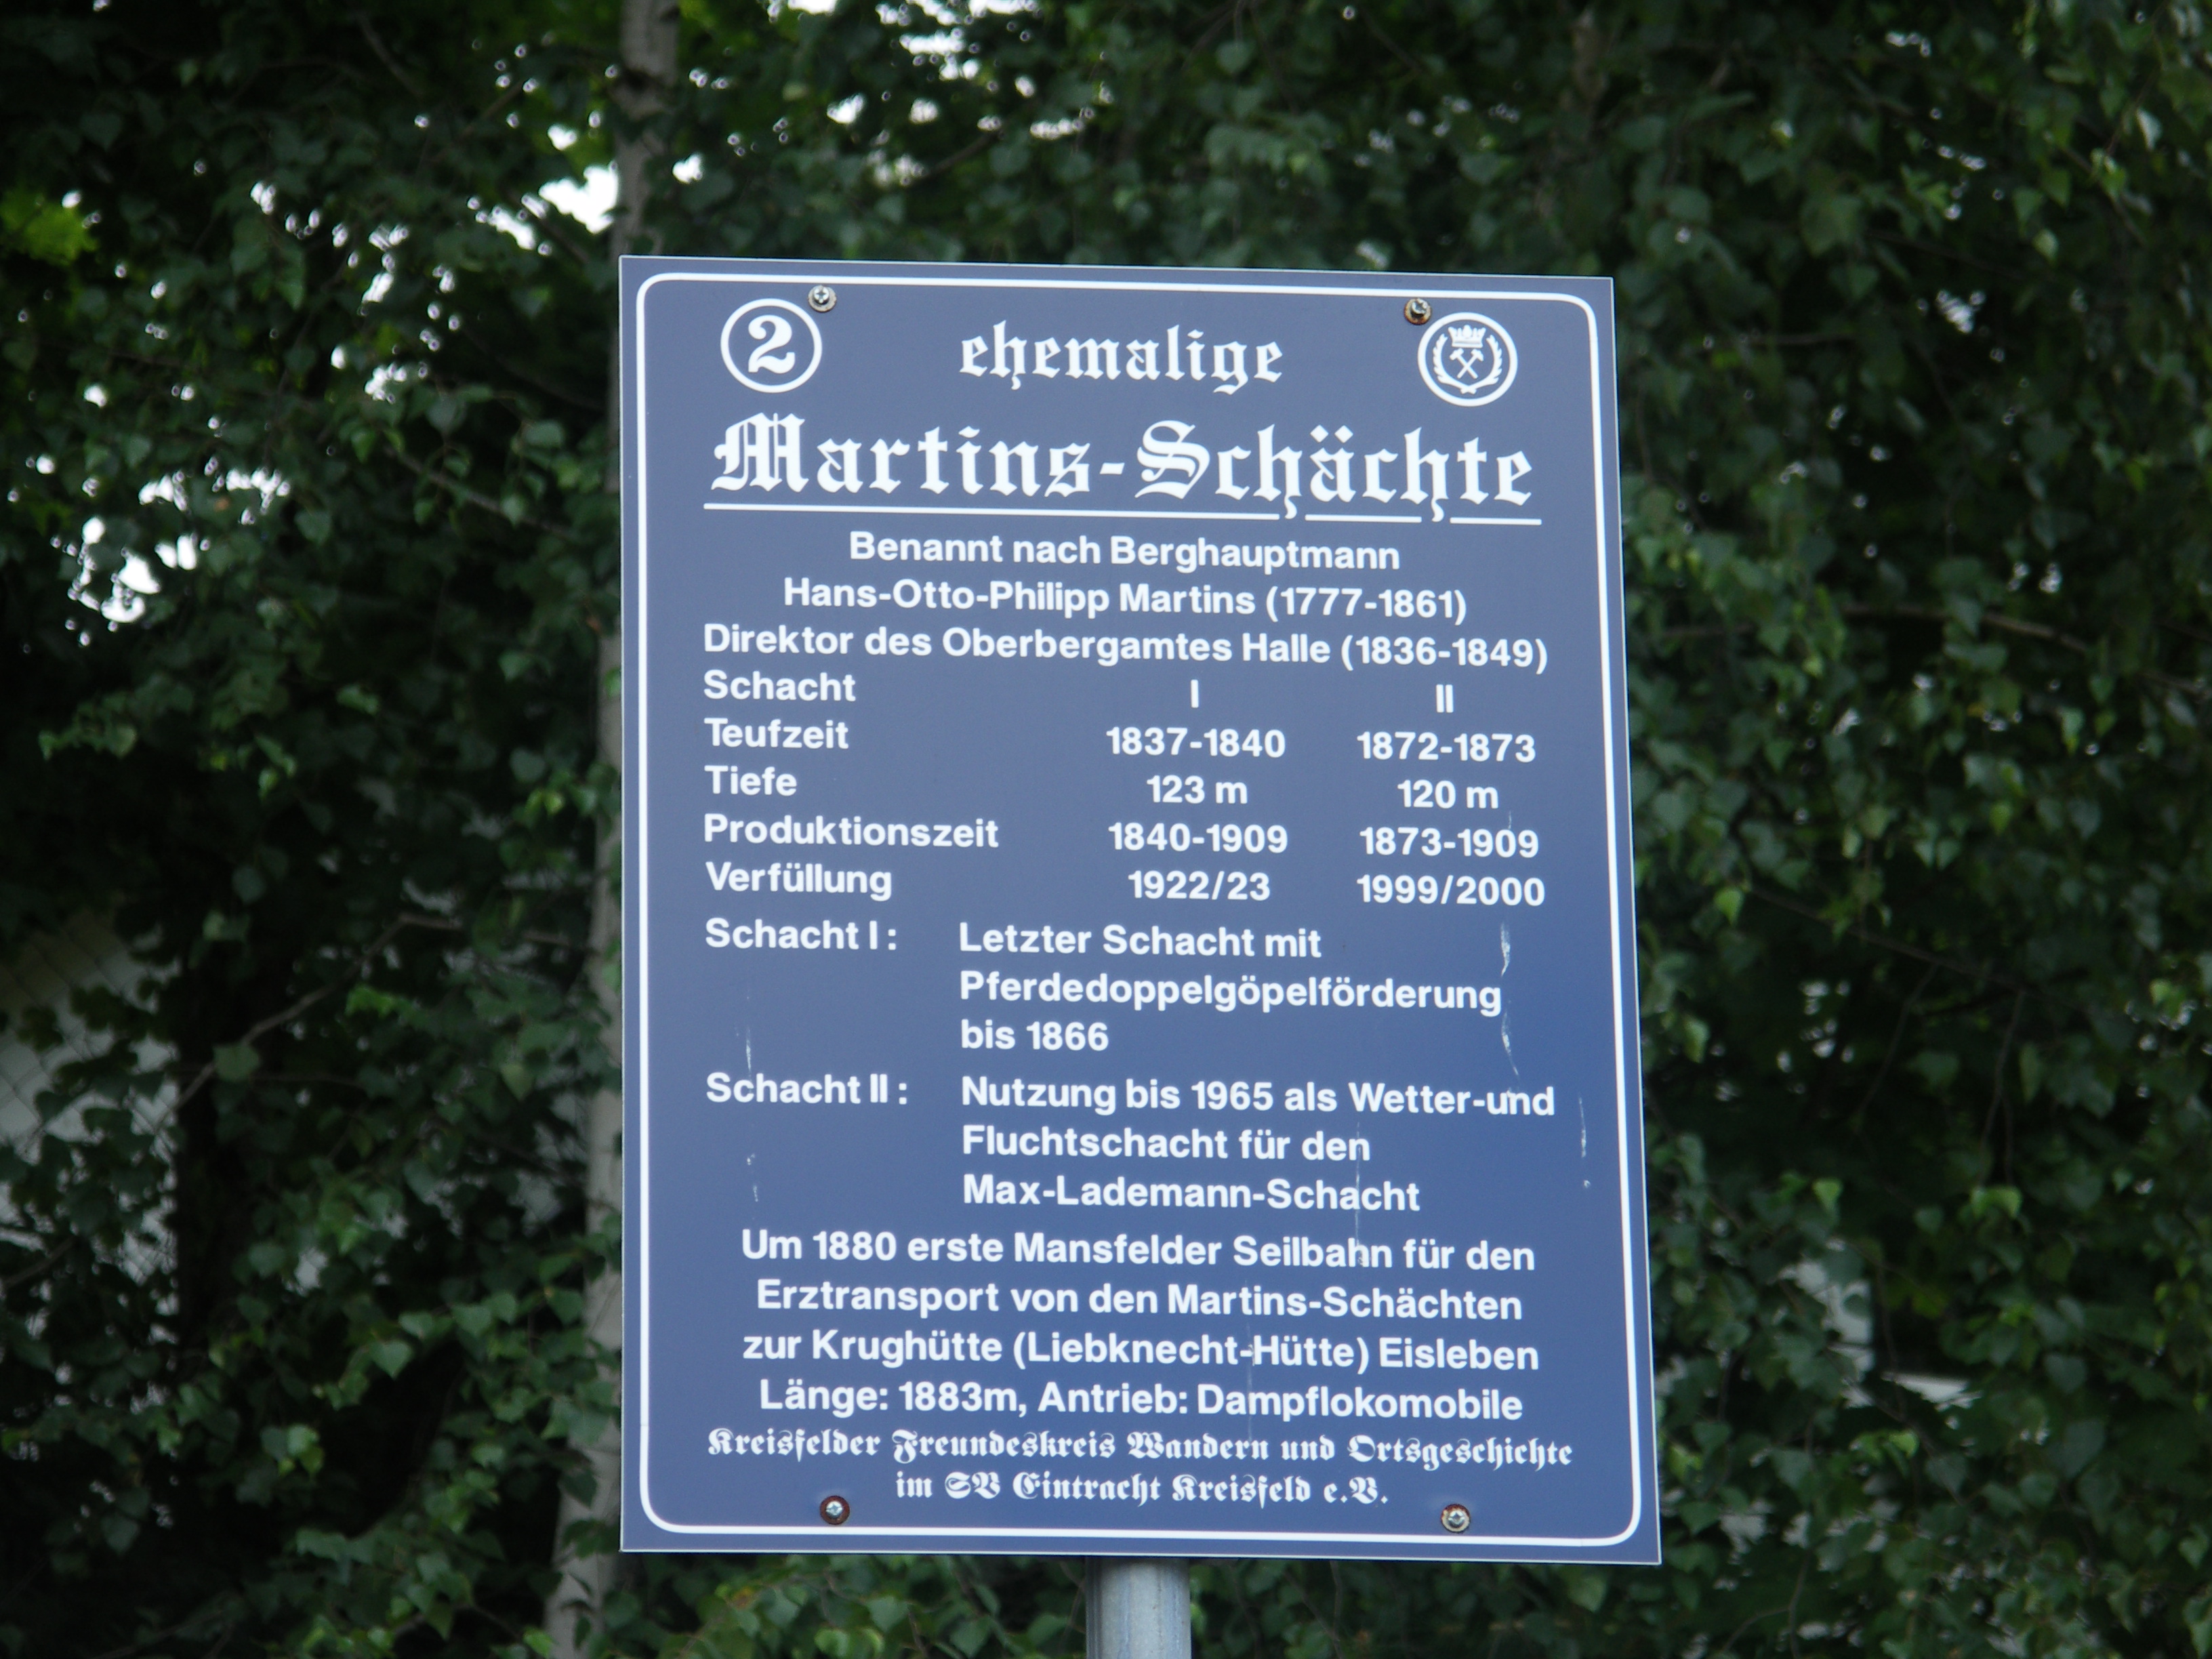 2
ehemalige
Martins-Schächte
Benannt nach Berghauptmann
Hans-Otto-Philipp Martins (1777-1861)
Direktor des Oberbergamtes Halle (1836-1849)
Schacht I II
Teufzeit 1837-1840 1872-1873
Tiefe 123 m 120 m
Produktionszeit 1840-1909 1873-1909
Verfüllung 1922/23 1999/2000
Schacht I : Letzter Schacht mit
Pferdedoppelgöpelförderung
bis 1866
Schacht II : Nutzung bis 1965 als Wetter-und
Fluchtschacht für den
Max-Lademann-Schacht
Um 1880 erste Mansfelder Seilbahn für den
Erztransport von den Martins-Schächten
zur Krughütte (Liebknecht-Hütte) Eisleben
Länge: 1883m, Antrieb: Dampflokomobile
Kreisfelder Freundeskreis Wandern und Ortsgeschichte
im SV Eintracht Kreisfeld e.V.